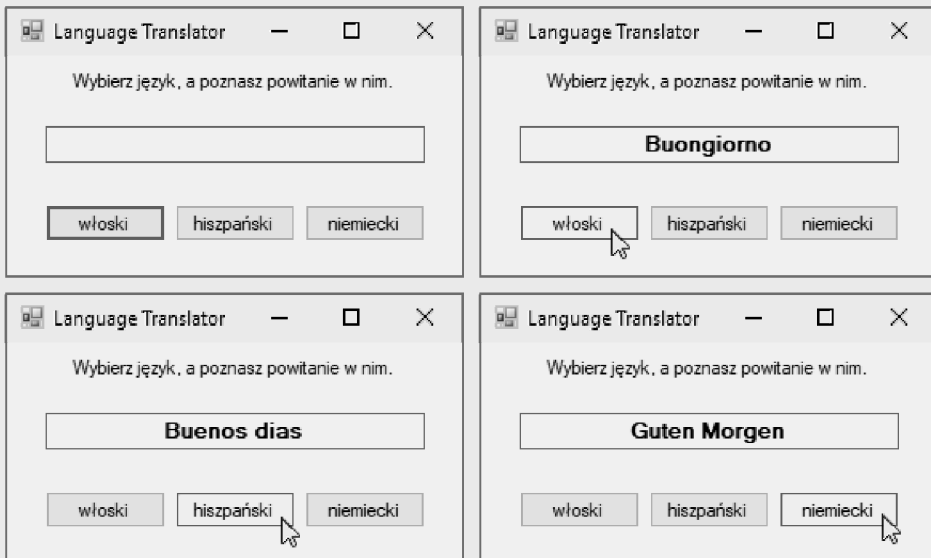 Language Translator
Wybierz język, a poznasz powitanie w nim.
włoski hiszpański niemiecki
Language Translator
Wybierz język, a poznasz powitanie w nim.
Buongiorno
włoski hiszpański niemiecki
Language Translator
Wybierz język, a poznasz powitanie w nim.
Buenos dias
włoski hiszpański niemiecki
Language Translator
Wybierz język, a poznasz powitanie w nim.
Guten Morgen
włoski hiszpański niemiecki